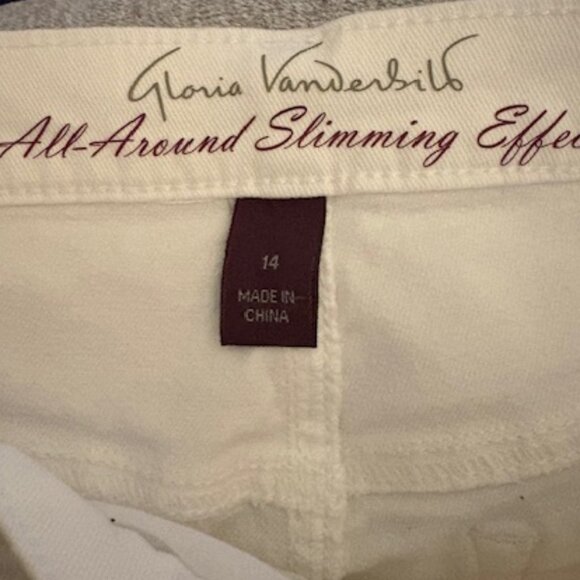 Gloria Vanderbilt
All-Around Slimming Effec
14
MADE IN
CHINA